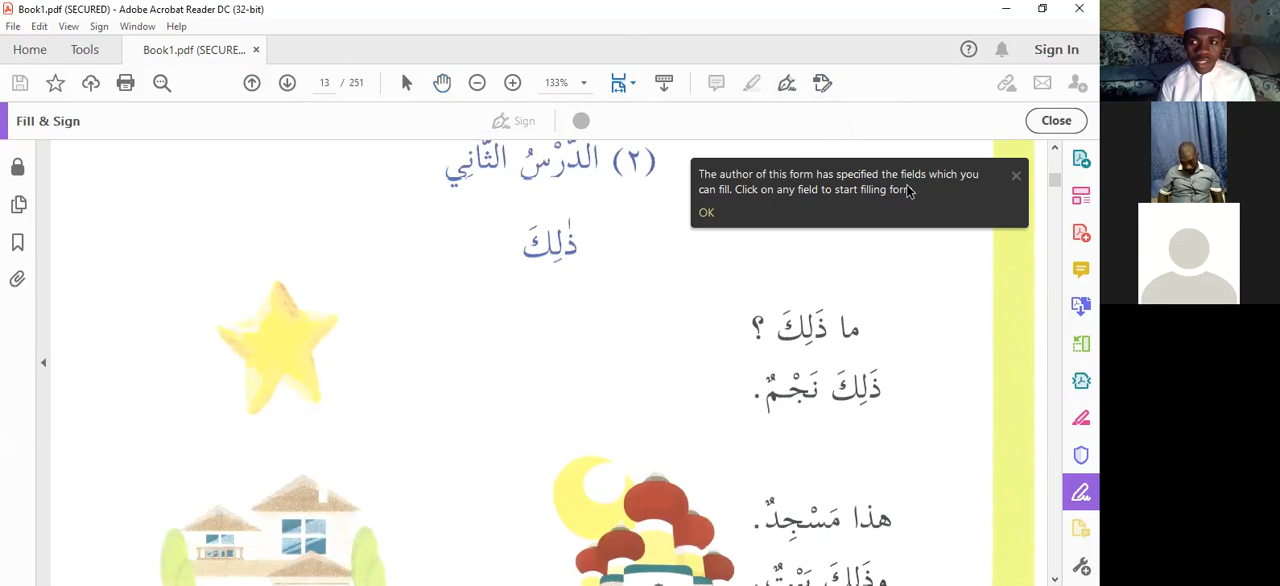 Book1.pdf (SECURED) - Adobe Acrobat Reader DC (32-bit)
File Edit View Sign Window Help
Home Tools Book1.pdf (SECURE... ×
Sign In
13 / 251
133%
Fill & Sign
Sign
Close
(٢) الدَّرْسُ الثَّانِي
The author of this form has specified the fields which you
can fill. Click on any field to start filling form
OK
ذٰلِكَ
ما ذَلِكَ ؟
ذَلِكَ نَجْمٌ.
هذا مَسْجِدٌ.
وذَلِكَ بَيْتٌ.